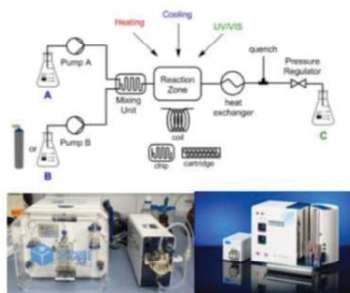 Heating
Cooling
UV/VIS
quench
Pressure
Regulator
Pump A
A
Mixing
Unit
Reaction
Zone
heat
exchanger
C
or
Pump B
B
coil
chip
cartridge